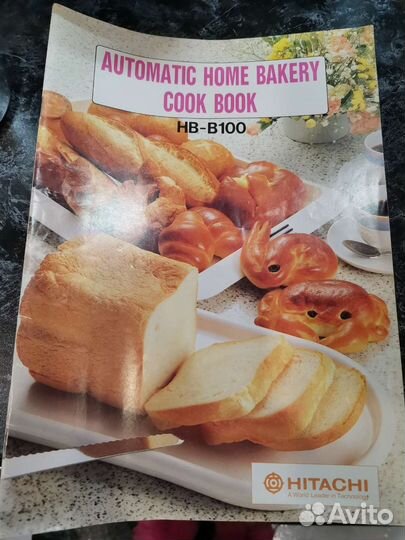 AUTOMATIC HOME BAKERY
COOK BOOK
HB-B100
HITACHI
A World Leader in Technology
Avito